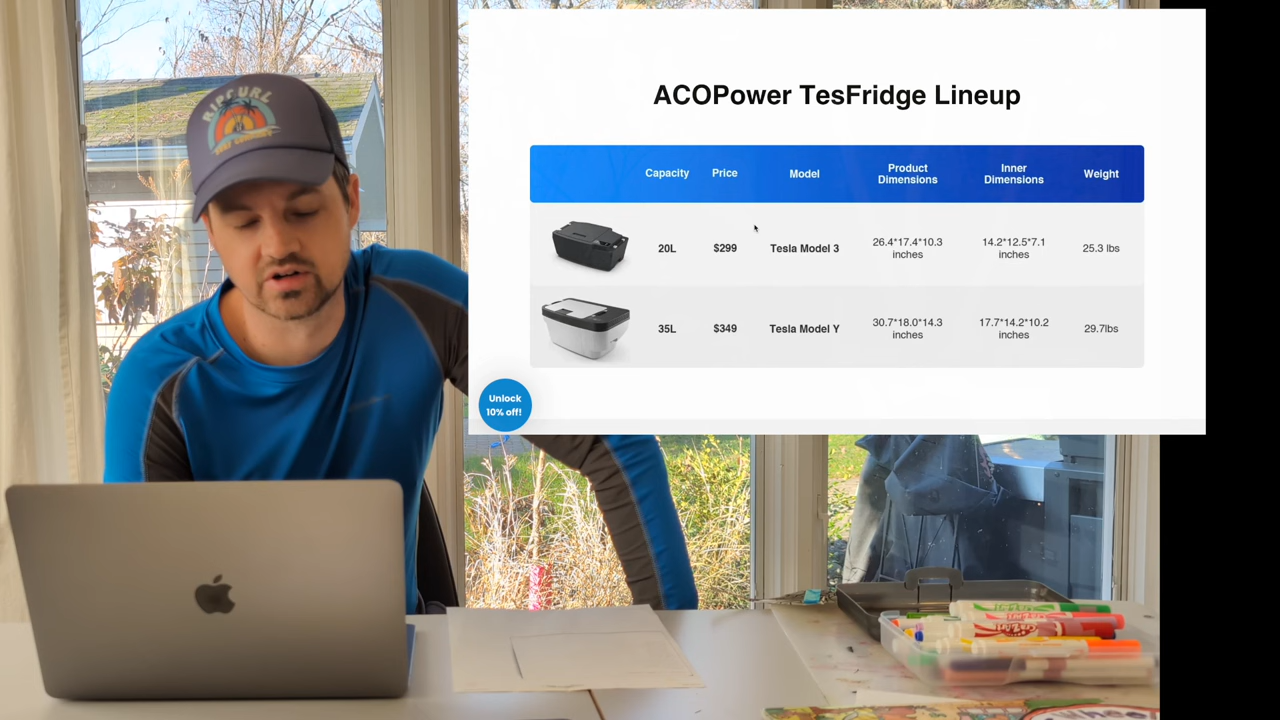 RIP CURL
ACOPower TesFridge Lineup
Capacity
Price
Model
Product
Dimensions
Inner
Dimensions
Weight
20L
$299
Tesla Model 3
26.4*17.4*10.3
inches
14.2*12.5*7.1
inches
25.3 lbs
35L
$349
Tesla Model Y
30.7*18.0*14.3
inches
17.7*14.2*10.2
inches
29.7lbs
Unlock
10% off!